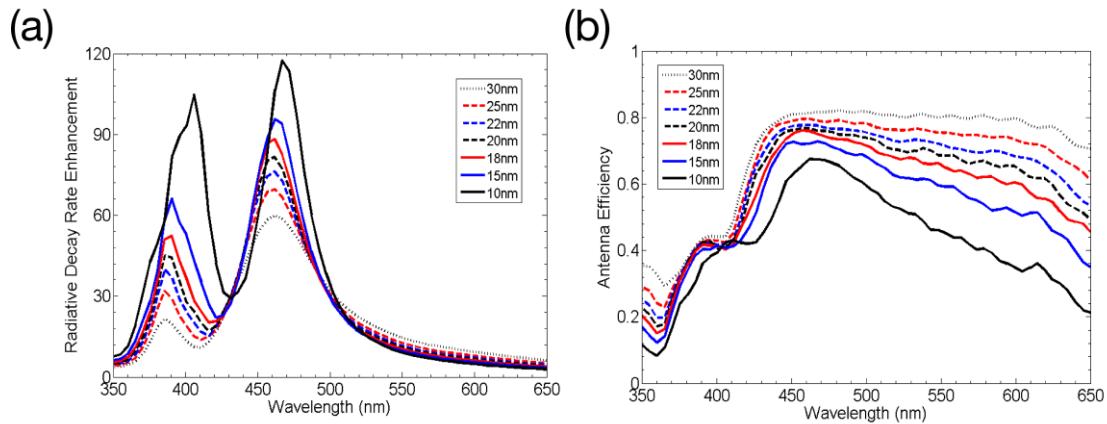 (a)
120
90
60
30
0
350 400 450 500 550 600 650
Wavelength (nm)
Radiative Decay Rate Enhancement
30nm
25nm
22nm
20nm
18nm
15nm
10nm
(b)
1
0.8
0.6
0.4
0.2
0
350 400 450 500 550 600 650
Wavelength (nm)
Antenna Efficiency
30nm
25nm
22nm
20nm
18nm
15nm
10nm